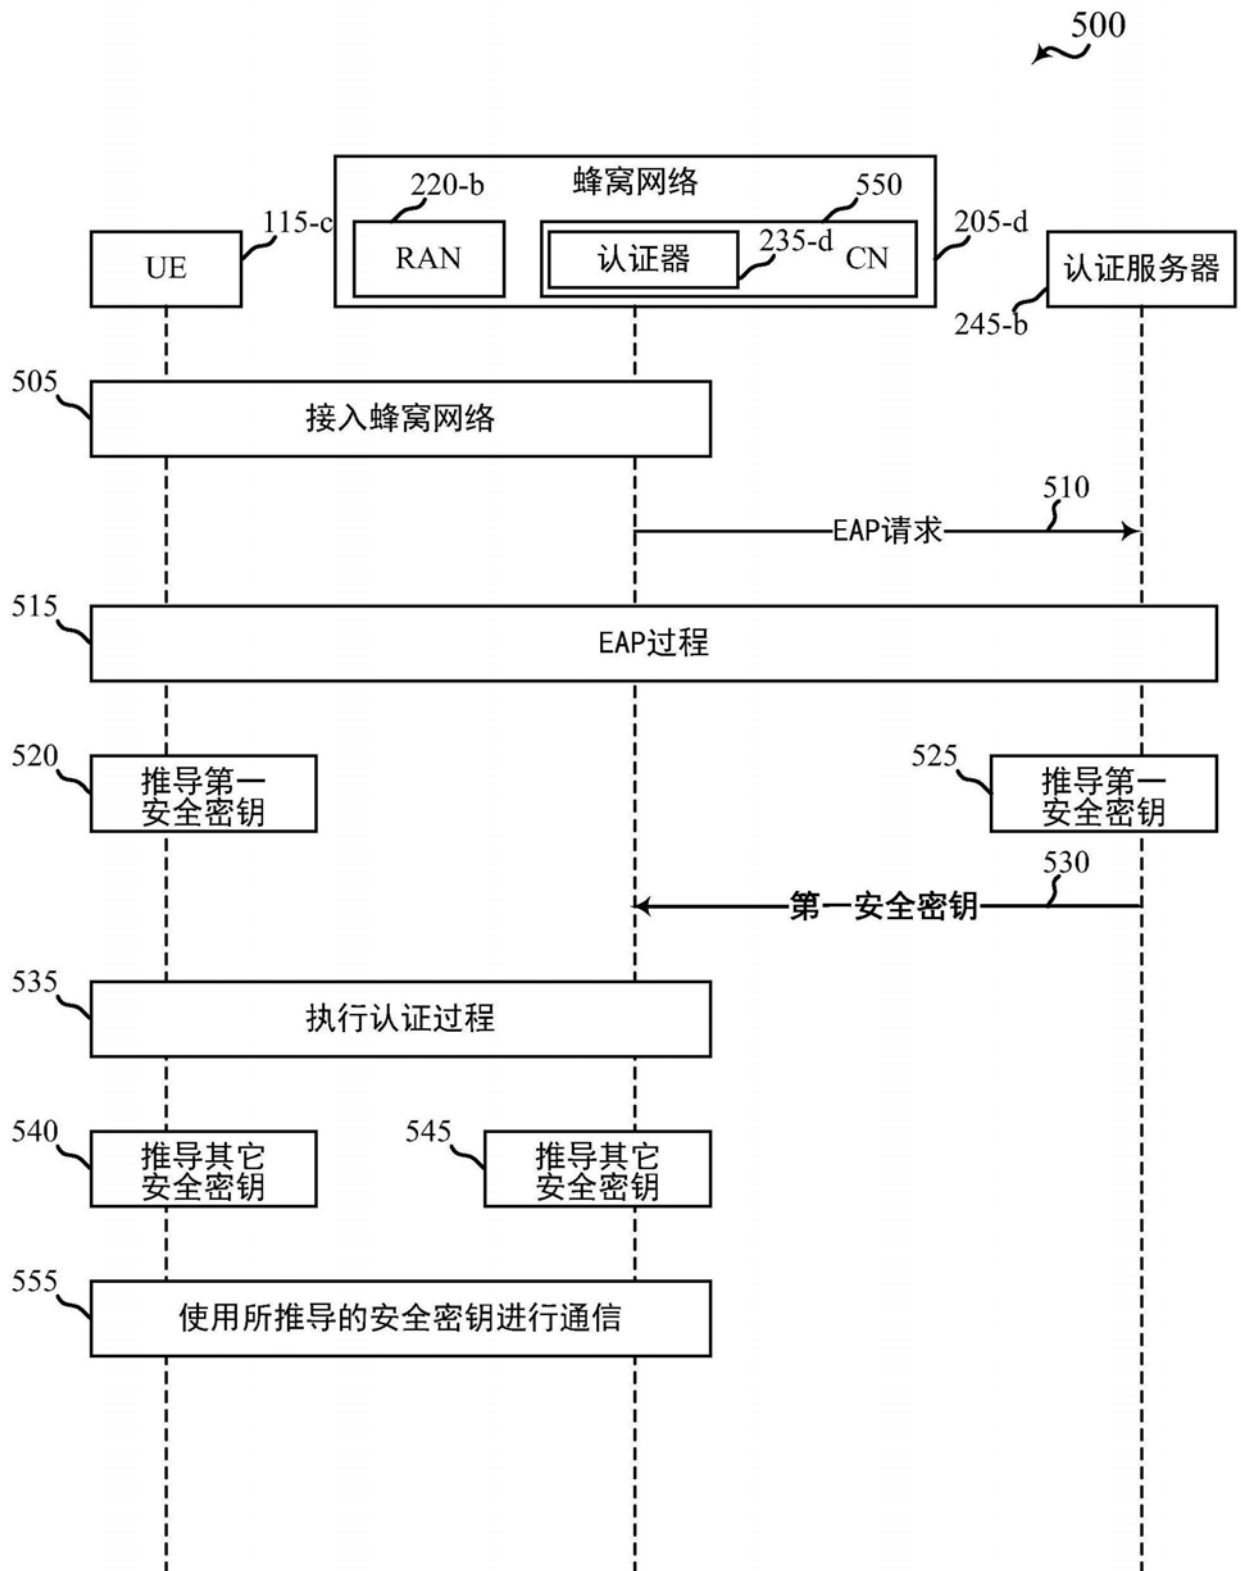 500
蜂窝网络
220-b
550
115-c
205-d
UE
RAN
认证器
235-d
CN
认证服务器
245-b
505
接入蜂窝网络
510
EAP请求
515
EAP过程
520
推导第一
安全密钥
525
推导第一
安全密钥
530
第一安全密钥
535
执行认证过程
540
推导其它
安全密钥
545
推导其它
安全密钥
555
使用所推导的安全密钥进行通信